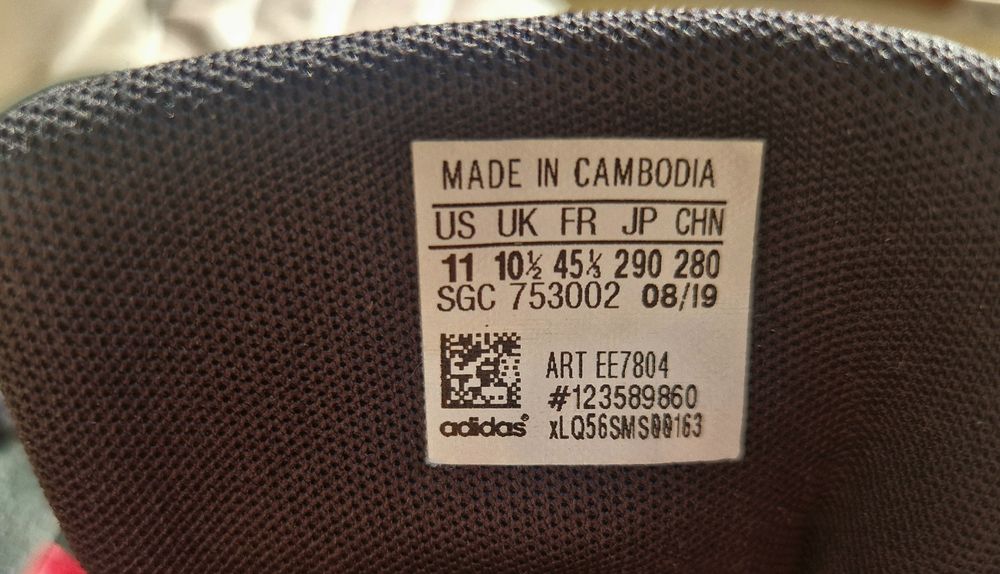 MADE IN CAMBODIA
US UK FR JP CHN
11 10½ 45⅓ 290 280
SGC 753002 08/19
ART EE7804
#123589860
adidas® xLQ56SMS00163